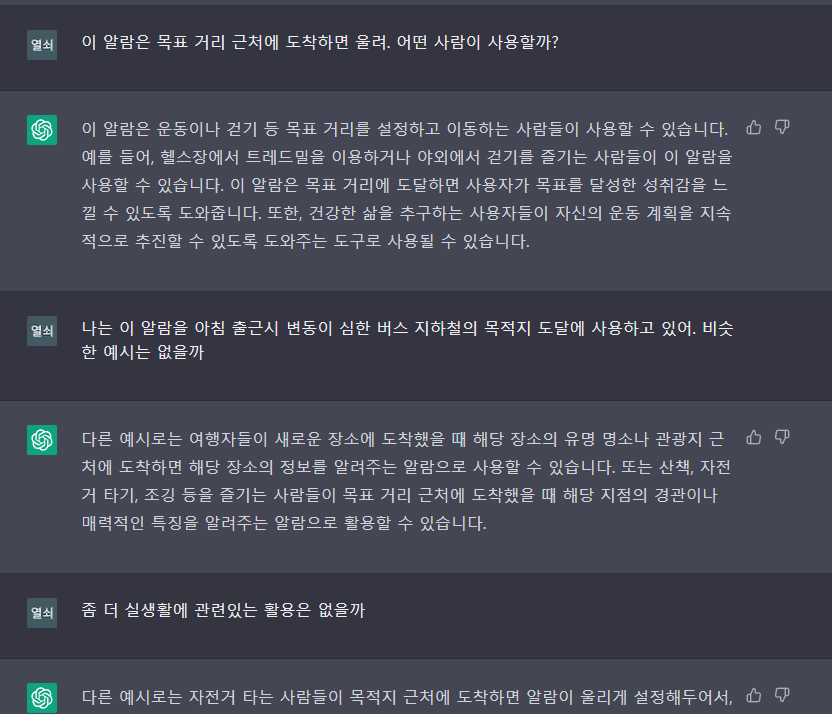 열쇠
이 알람은 목표 거리 근처에 도착하면 울려. 어떤 사람이 사용할까?
이 알람은 운동이나 걷기 등 목표 거리를 설정하고 이동하는 사람들이 사용할 수 있습니다.
예를 들어, 헬스장에서 트레드밀을 이용하거나 야외에서 걷기를 즐기는 사람들이 이 알람을
사용할 수 있습니다. 이 알람은 목표 거리에 도달하면 사용자가 목표를 달성한 성취감을 느
낄 수 있도록 도와줍니다. 또한, 건강한 삶을 추구하는 사용자들이 자신의 운동 계획을 지속
적으로 추진할 수 있도록 도와주는 도구로 사용될 수 있습니다.
열쇠
나는 이 알람을 아침 출근시 변동이 심한 버스 지하철의 목적지 도달에 사용하고 있어. 비슷
한 예시는 없을까
다른 예시로는 여행자들이 새로운 장소에 도착했을 때 해당 장소의 유명 명소나 관광지 근
처에 도착하면 해당 장소의 정보를 알려주는 알람으로 사용할 수 있습니다. 또는 산책, 자전
거 타기, 조깅 등을 즐기는 사람들이 목표 거리 근처에 도착했을 때 해당 지점의 경관이나
매력적인 특징을 알려주는 알람으로 활용할 수 있습니다.
열쇠
좀 더 실생활에 관련있는 활용은 없을까
다른 예시로는 자전거 타는 사람들이 목적지 근처에 도착하면 알람이 울리게 설정해두어서,